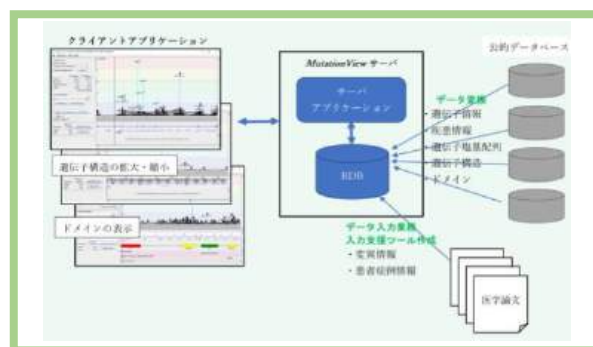 クライアントアプリケーション
遺伝子構造の拡大・縮小
ドメインの表示
MutationView サーバ
サーバ
アプリケーション
RDB
公的データベース
データ変換
・遺伝子情報
・疾患情報
・遺伝子塩基配列
・遺伝子構造
・ドメイン
データ入力業務
入力支援ツール作成
・変異情報
・患者症例情報
医学論文